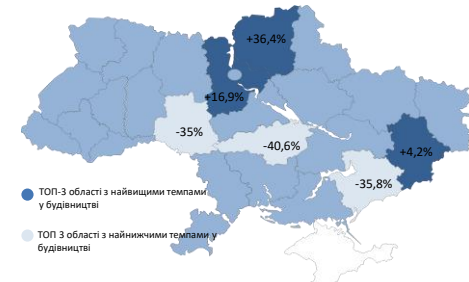 +36,4%
+16,9%
-35%
-40,6%
+4,2%
-35,8%
ТОП-3 області з найвищими темпами
у будівництві
ТОП 3 області з найнижчими темпами у
будівництві